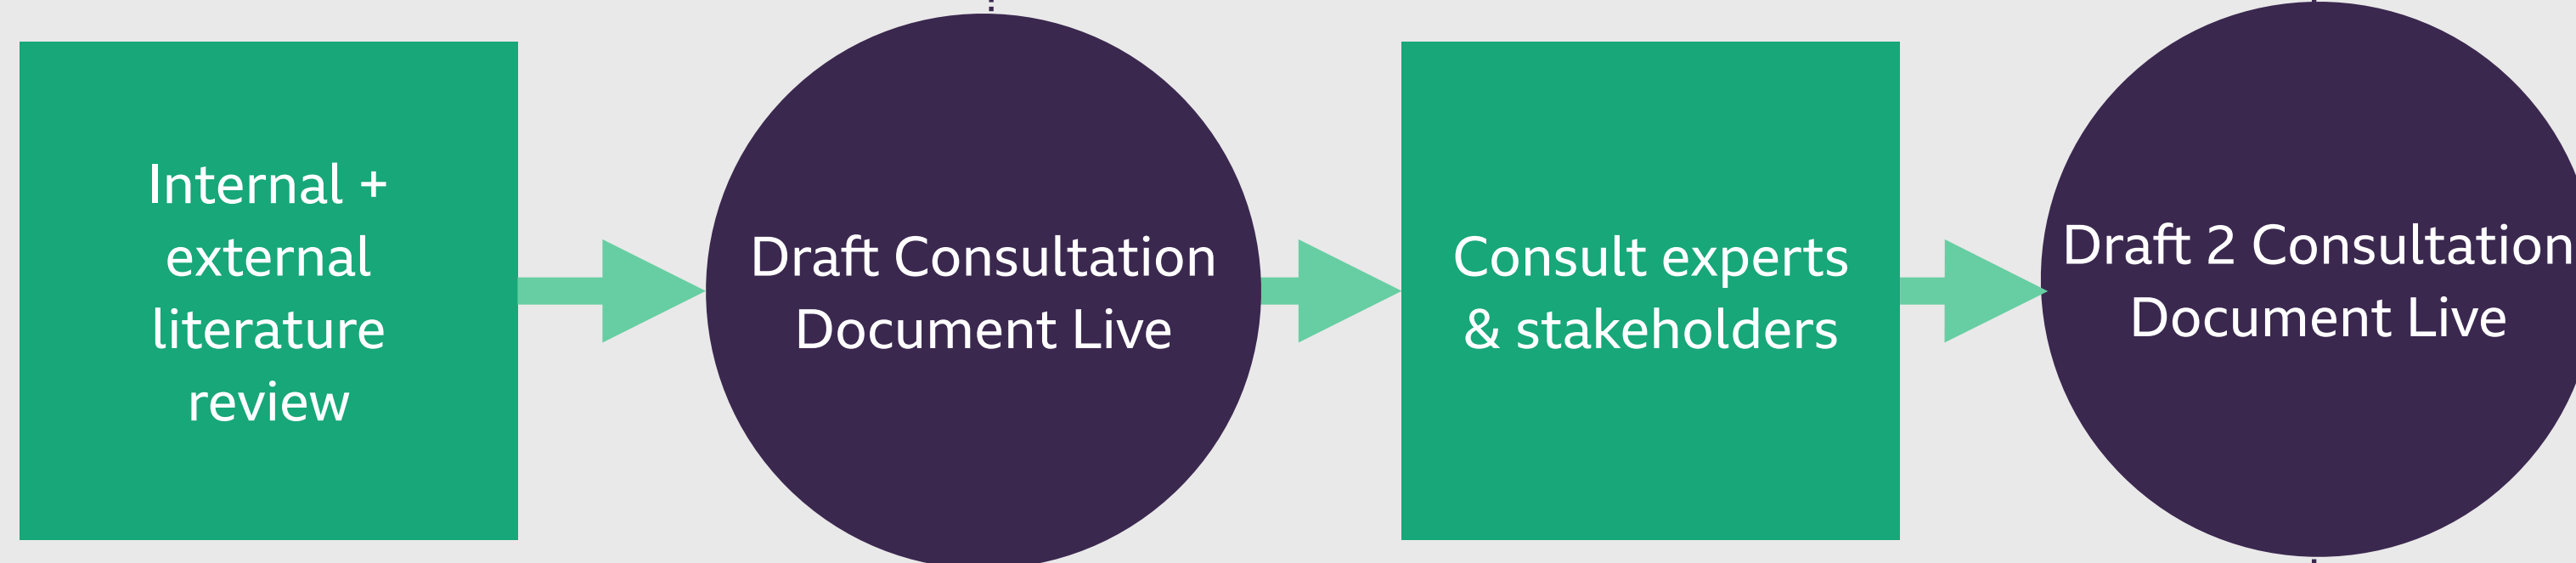 Internal +
external
literature
review
Draft Consultation
Document Live
Consult experts
& stakeholders
Draft 2 Consultation
Document Live